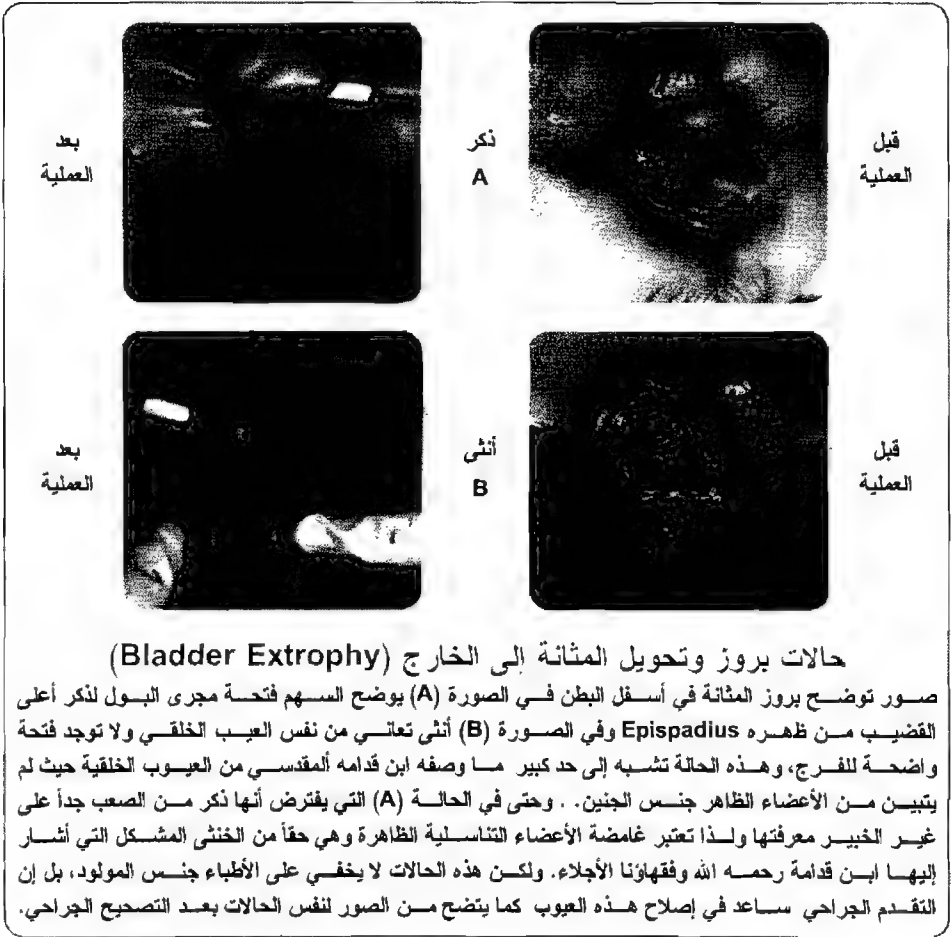 قبل
العملية
ذكر
A
بعد
العملية
قبل
العملية
أنثى
B
بعد
العملية
حالات بروز وتحويل المثانة إلى الخارج (Bladder Extrophy)
صور توضح بروز المثانة في أسفل البطن في الصورة (A) يوضح السهم فتحة مجرى البول لذكر أعلى
القضيب من ظهره Epispadius وفي الصورة (B) أنثى تعاني من نفس العيب الخلقي ولا توجد فتحة
واضحة للفرج، وهذه الحالة تشبه إلى حد كبير ما وصفه ابن قدامه ألمقدسي من العيوب الخلقية حيث لم
يتبين من الأعضاء الظاهر جنس الجنين. . وحتى في الحالة (A) التي يفترض أنها ذكر من الصعب جداً على
غير الخبير معرفتها ولذا تعتبر غامضة الأعضاء التناسلية الظاهرة وهي حقاً من الخنثى المشكل التي أشار
إليها ابن قدامة رحمه الله وفقهاؤنا الأجلاء. ولكن هذه الحالات لا يخفي على الأطباء جنس المولود، بل إن
التقدم الجراحي ساعد في إصلاح هذه العيوب كما يتضح من الصور لنفس الحالات بعد التصحيح الجراحي.